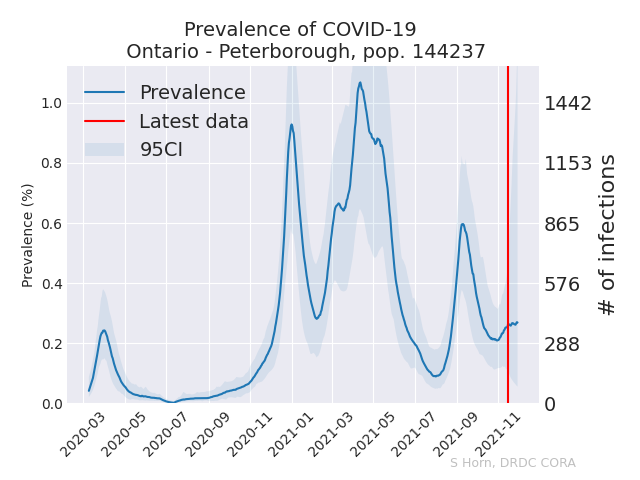 Prevalence of COVID-19
Ontario - Peterborough, pop. 144237
Prevalence
Latest data
95CI
Prevalence (%)
1.0
0.8
0.6
0.4
0.2
0.0
1442
1153
865
576
288
0
# of infections
2020-03
2020-05
2020-07
2020-09
2020-11
2021-01
2021-03
2021-05
2021-07
2021-09
2021-11
S Horn, DRDC CORA